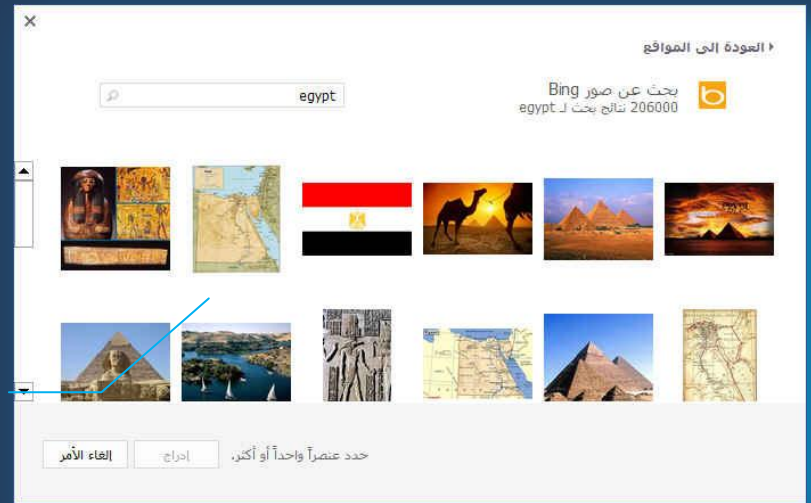 العودة إلى المواقع
بحث عن صور Bing
206000 نتائج بحث لـ egypt
egypt
حدد عنصراً واحداً أو أكثر.
إدراج
إلغاء الأمر